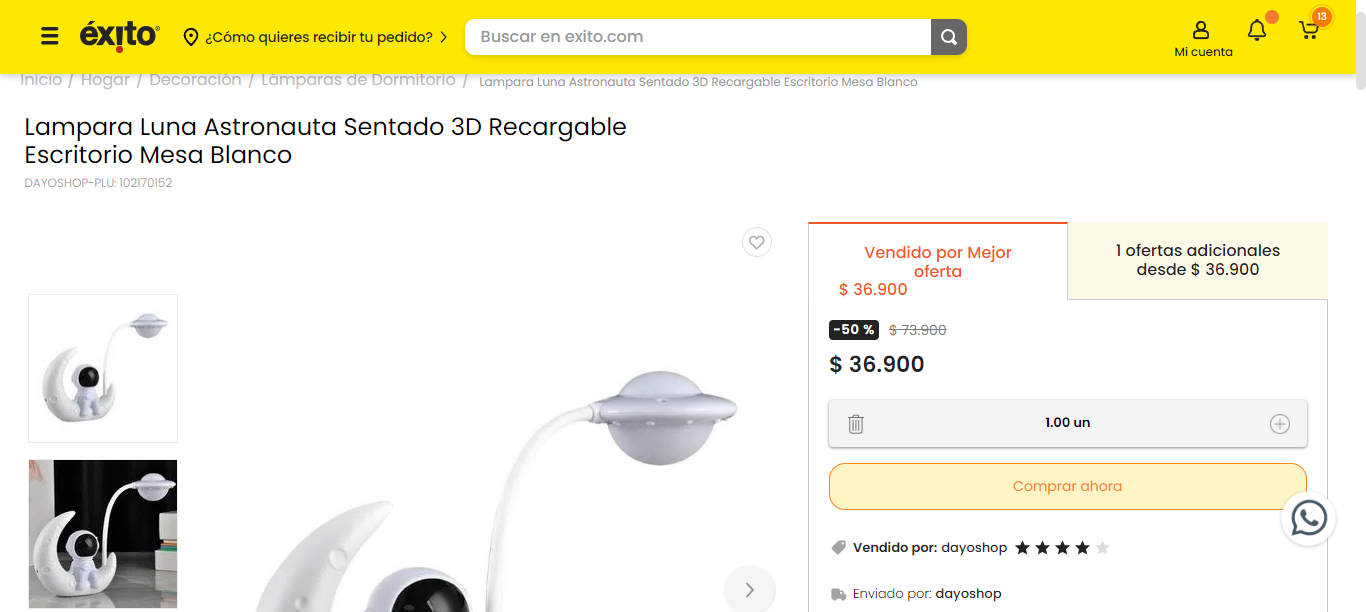 éxito
¿Cómo quieres recibir tu pedido?
Buscar en exito.com
Mi cuenta
13
Inicio / Hogar / Decoración / Lámparas de Dormitorio / Lampara Luna Astronauta Sentado 3D Recargable Escritorio Mesa Blanco
Lampara Luna Astronauta Sentado 3D Recargable
Escritorio Mesa Blanco
DAYOSHOP-PLU: 102170152
Vendido por Mejor
oferta
$ 36.900
1 ofertas adicionales
desde $ 36.900
-50 % $ 73.900
$ 36.900
1.00 un
Comprar ahora
Vendido por: dayoshop
Enviado por: dayoshop